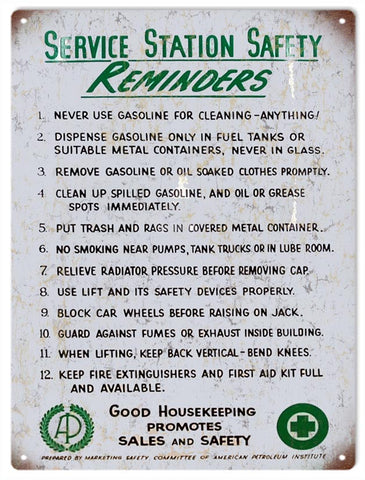 SERVICE STATION SAFETY
REMINDERS
1. NEVER USE GASOLINE FOR CLEANING-ANYTHING!
2. DISPENSE GASOLINE ONLY IN FUEL TANKS OR
SUITABLE METAL CONTAINERS, NEVER IN GLASS.
3. REMOVE GASOLINE OR OIL SOAKED CLOTHES PROMPTLY.
4. CLEAN UP SPILLED GASOLINE, AND OIL OR GREASE
SPOTS IMMEDIATELY.
5. PUT TRASH AND RAGS IN COVERED METAL CONTAINER.
6. NO SMOKING NEAR PUMPS, TANK TRUCKS OR IN LUBE ROOM.
7. RELIEVE RADIATOR PRESSURE BEFORE REMOVING CAP.
8. USE LIFT AND ITS SAFETY DEVICES PROPERLY.
9. BLOCK CAR WHEELS BEFORE RAISING ON JACK.
10. GUARD AGAINST FUMES OR EXHAUST INSIDE BUILDING.
11. WHEN LIFTING, KEEP BACK VERTICAL-BEND KNEES.
12. KEEP FIRE EXTINGUISHERS AND FIRST AID KIT FULL
AND AVAILABLE.
GOOD HOUSEKEEPING
PROMOTES
SALES AND SAFETY
PREPARED BY MARKETING SAFETY COMMITTEE OF AMERICAN PETROLEUM INSTITUTE